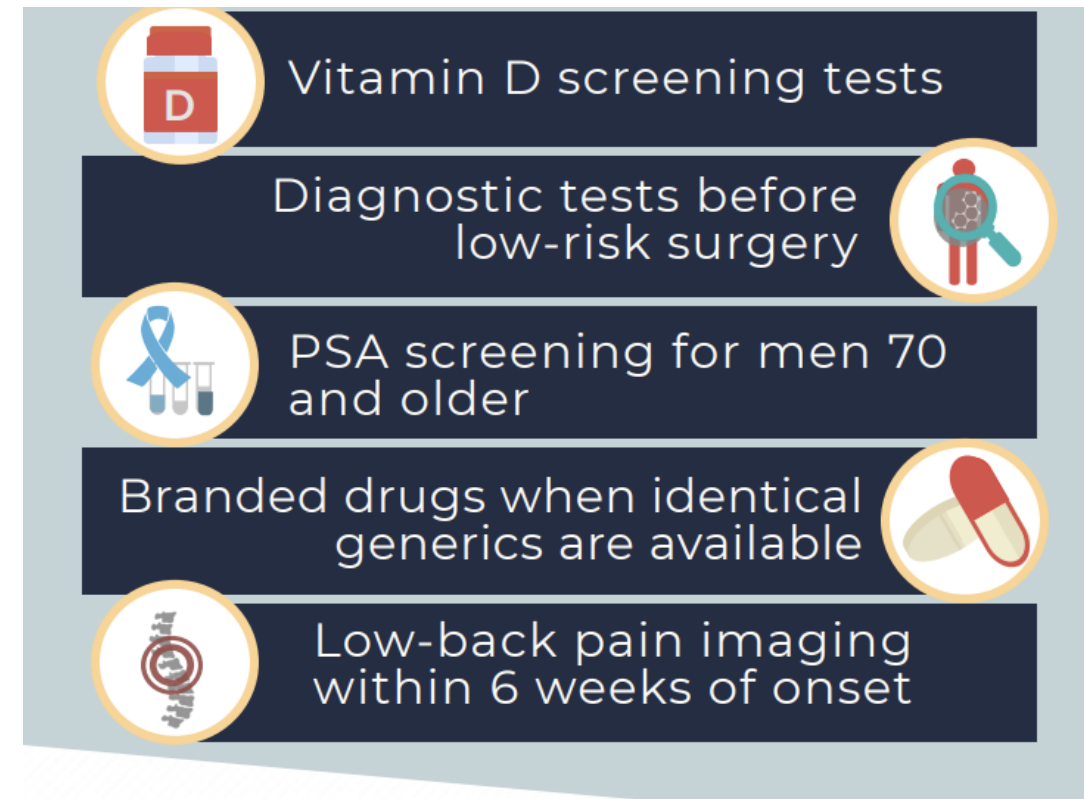 D
Vitamin D screening tests
Diagnostic tests before
low-risk surgery
PSA screening for men 70
and older
Branded drugs when identical
generics are available
Low-back pain imaging
within 6 weeks of onset